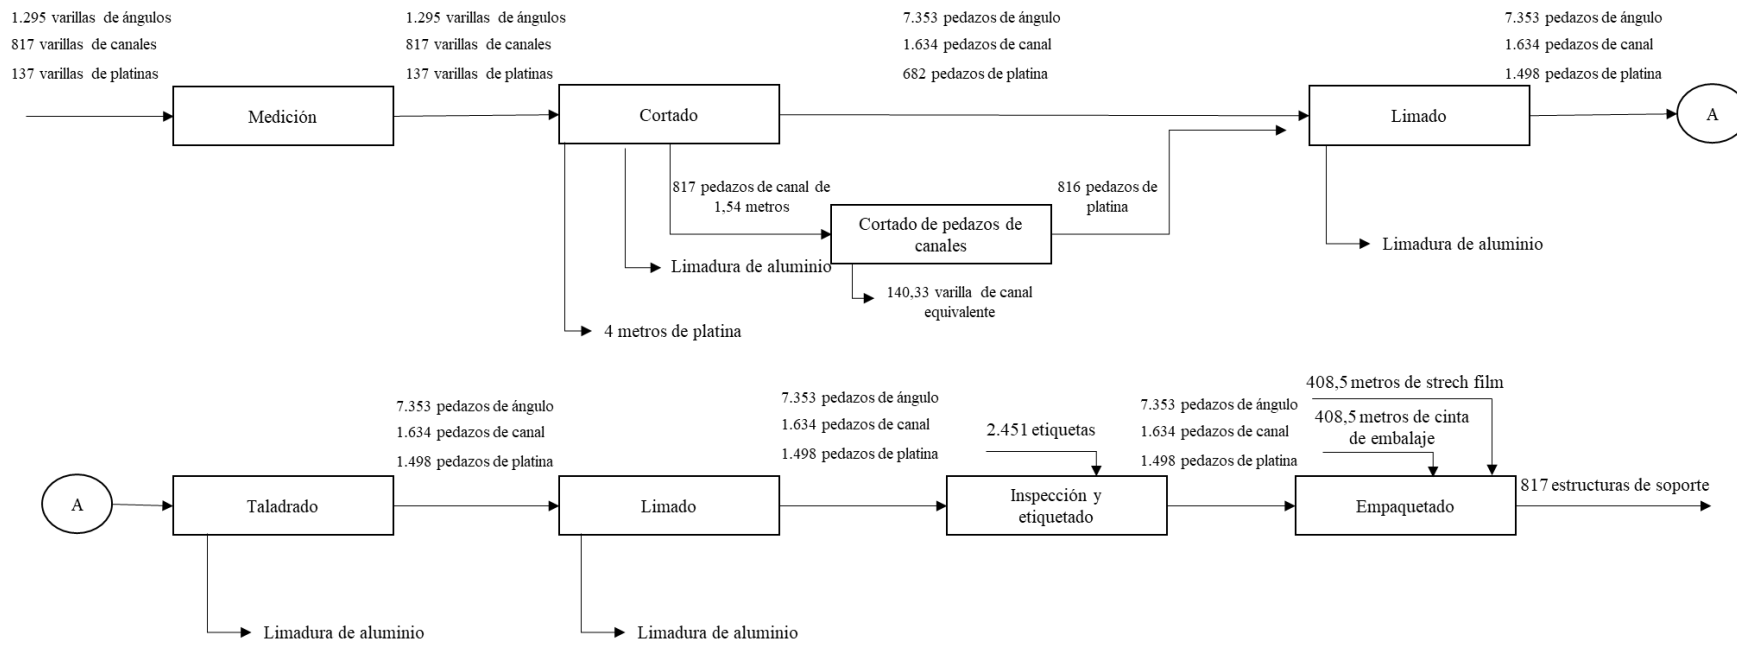 1.295 varillas de ángulos
817 varillas de canales
137 varillas de platinas
1.295 varillas de ángulos
817 varillas de canales
137 varillas de platinas
7.353 pedazos de ángulo
1.634 pedazos de canal
682 pedazos de platina
7.353 pedazos de ángulo
1.634 pedazos de canal
1.498 pedazos de platina
Medición
Cortado
Limado
A
817 pedazos de canal de
1,54 metros
816 pedazos de
platina
Cortado de pedazos de
canales
Limadura de aluminio
Limadura de aluminio
140,33 varilla de canal
equivalente
4 metros de platina
7.353 pedazos de ángulo
1.634 pedazos de canal
1.498 pedazos de platina
7.353 pedazos de ángulo
1.634 pedazos de canal
1.498 pedazos de platina
2.451 etiquetas
7.353 pedazos de ángulo
1.634 pedazos de canal
1.498 pedazos de platina
408,5 metros de strech film
408,5 metros de cinta
de embalaje
A
Taladrado
Limado
Inspección y
etiquetado
Empaquetado
817 estructuras de soporte
Limadura de aluminio
Limadura de aluminio